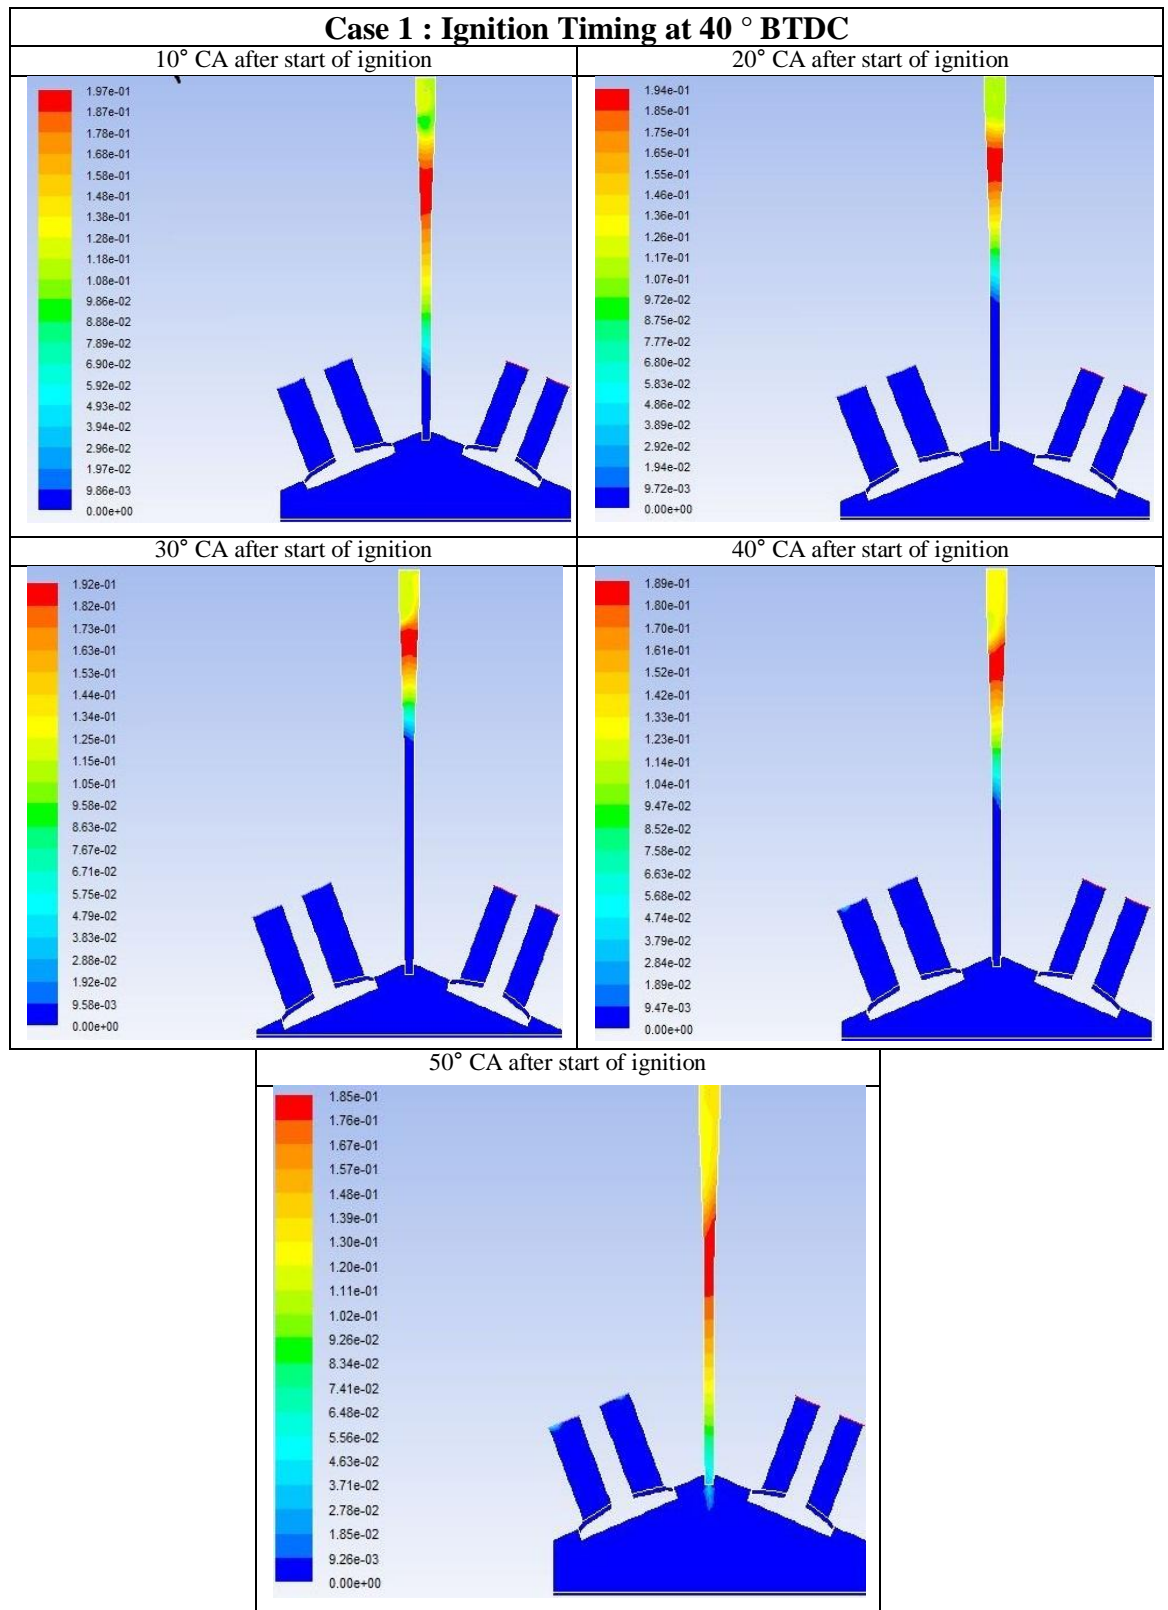 Case 1 : Ignition Timing at 40 ° BTDC
10° CA after start of ignition
20° CA after start of ignition
1.97e-01
1.87e-01
1.78e-01
1.68e-01
1.58e-01
1.48e-01
1.38e-01
1.28e-01
1.18e-01
1.08e-01
9.86e-02
8.88e-02
7.89e-02
6.90e-02
5.92e-02
4.93e-02
3.94e-02
2.96e-02
1.97e-02
9.86e-03
0.00e+00
1.94e-01
1.85e-01
1.75e-01
1.65e-01
1.55e-01
1.46e-01
1.36e-01
1.26e-01
1.17e-01
1.07e-01
9.72e-02
8.75e-02
7.77e-02
6.80e-02
5.83e-02
4.86e-02
3.89e-02
2.92e-02
1.94e-02
9.72e-03
0.00e+00
30° CA after start of ignition
40° CA after start of ignition
1.92e-01
1.82e-01
1.73e-01
1.63e-01
1.53e-01
1.44e-01
1.34e-01
1.25e-01
1.15e-01
1.05e-01
9.58e-02
8.63e-02
7.67e-02
6.71e-02
5.75e-02
4.79e-02
3.83e-02
2.88e-02
1.92e-02
9.58e-03
0.00e+00
1.89e-01
1.80e-01
1.70e-01
1.61e-01
1.52e-01
1.42e-01
1.33e-01
1.23e-01
1.14e-01
1.04e-01
9.47e-02
8.52e-02
7.58e-02
6.63e-02
5.68e-02
4.74e-02
3.79e-02
2.84e-02
1.89e-02
9.47e-03
0.00e+00
50° CA after start of ignition
1.85e-01
1.76e-01
1.67e-01
1.57e-01
1.48e-01
1.39e-01
1.30e-01
1.20e-01
1.11e-01
1.02e-01
9.26e-02
8.34e-02
7.41e-02
6.48e-02
5.56e-02
4.63e-02
3.71e-02
2.78e-02
1.85e-02
9.26e-03
0.00e+00